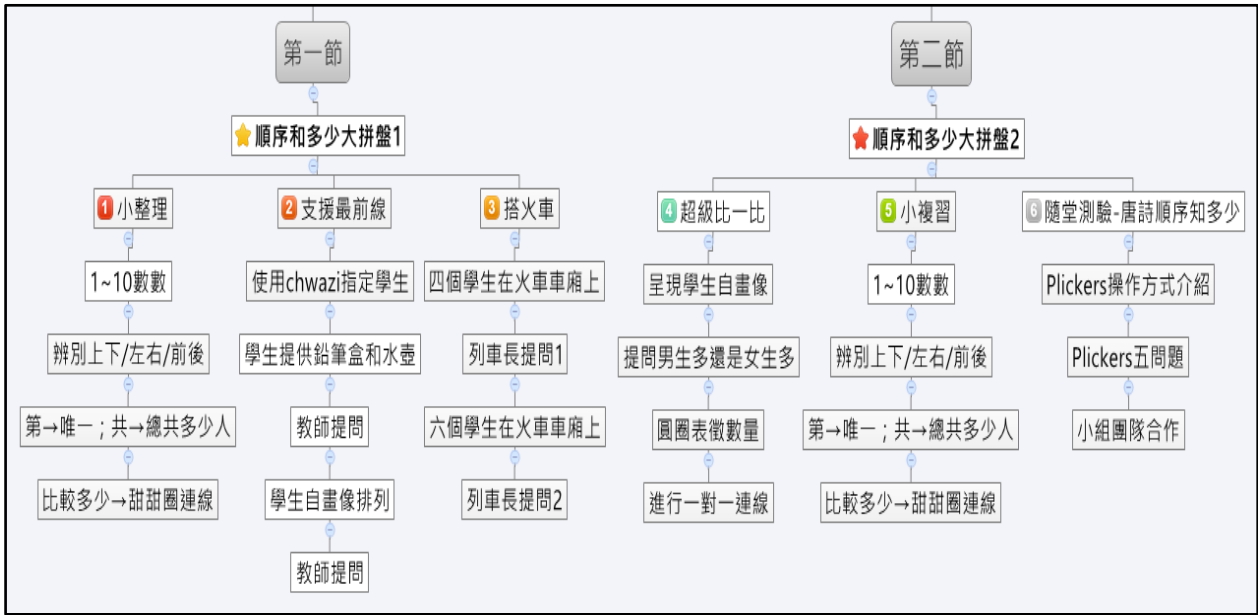 第一節
順序和多少大拼盤1
1 小整理
1~10數數
辨別上下/左右/前後
第→唯一；共→總共多少人
比較多少→甜甜圈連線
2 支援最前線
使用chwazi指定學生
學生提供鉛筆盒和水壺
教師提問
學生自畫像排列
教師提問
3 搭火車
四個學生在火車車廂上
列車長提問1
六個學生在火車車廂上
列車長提問2
第二節
順序和多少大拼盤2
4 超級比一比
呈現學生自畫像
提問男生多還是女生多
圓圈表徵數量
進行一對一連線
5 小複習
1~10數數
辨別上下/左右/前後
第→唯一；共→總共多少人
比較多少→甜甜圈連線
6 隨堂測驗-唐詩順序知多少
Plickers操作方式介紹
Plickers五問題
小組團隊合作